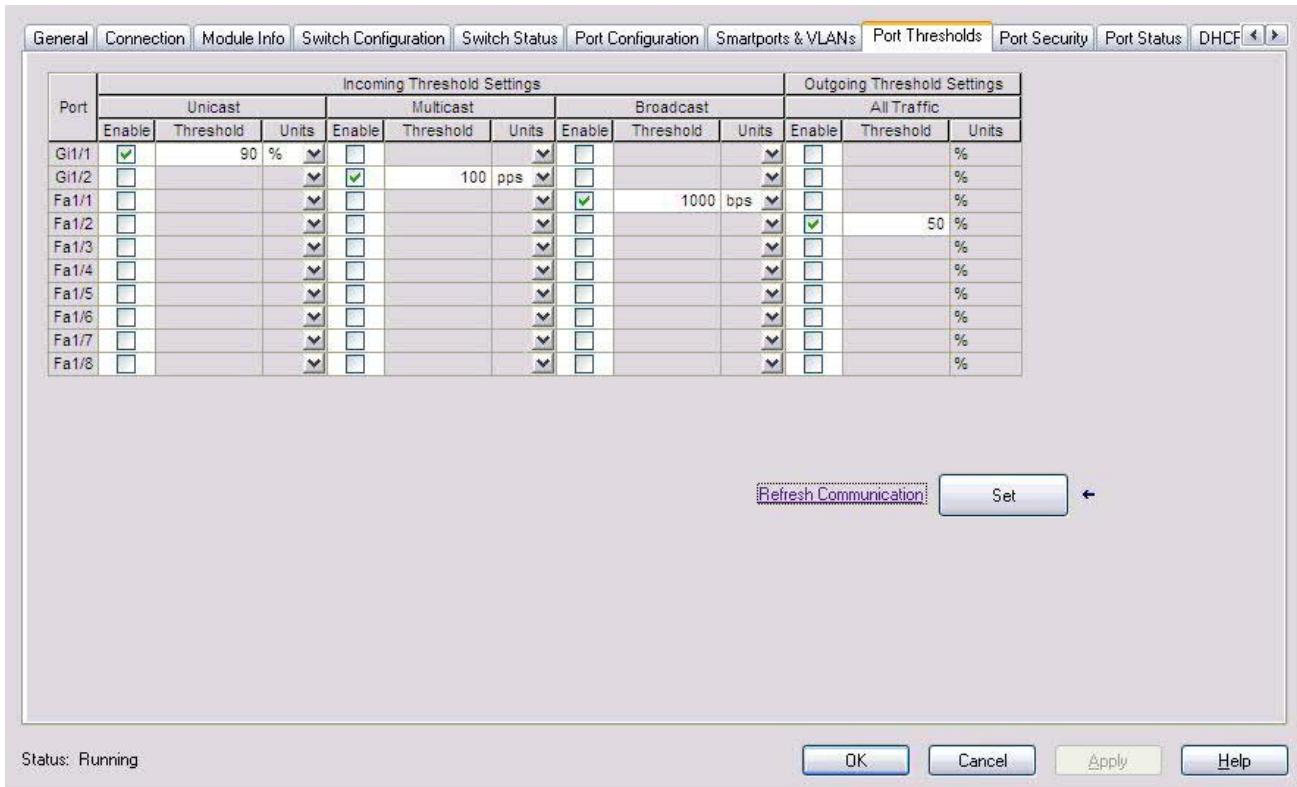 General Connection Module Info Switch Configuration Switch Status Port Configuration Smartports & VLANs Port Thresholds Port Security Port Status DHCP
Port Incoming Threshold Settings Outgoing Threshold Settings
Unicast Multicast Broadcast All Traffic
Enable Threshold Units Enable Threshold Units Enable Threshold Units Enable Threshold Units
Gi1/1 90 % %
Gi1/2 100 pps %
Fa1/1 1000 bps %
Fa1/2 50 %
Fa1/3 %
Fa1/4 %
Fa1/5 %
Fa1/6 %
Fa1/7 %
Fa1/8 %
Refresh Communication Set
Status: Running OK Cancel Apply Help